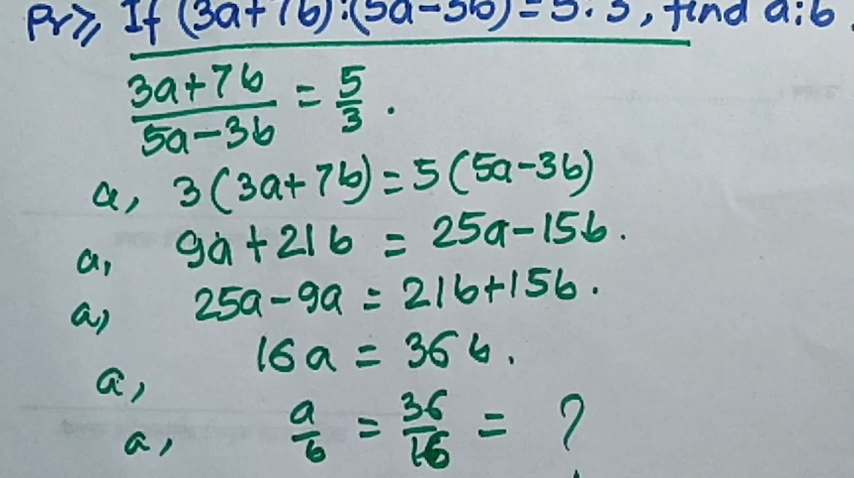 Pr⩾ If (3a+7b):(5a-3b)=5:3, find a:b.
3a+7b / 5a-3b = 5/3.
a, 3(3a+7b)=5(5a-3b)
a, 9a+21b = 25a-15b.
a, 25a-9a = 21b+15b.
a, 16a = 36b.
a, a/b = 36/16 = ?